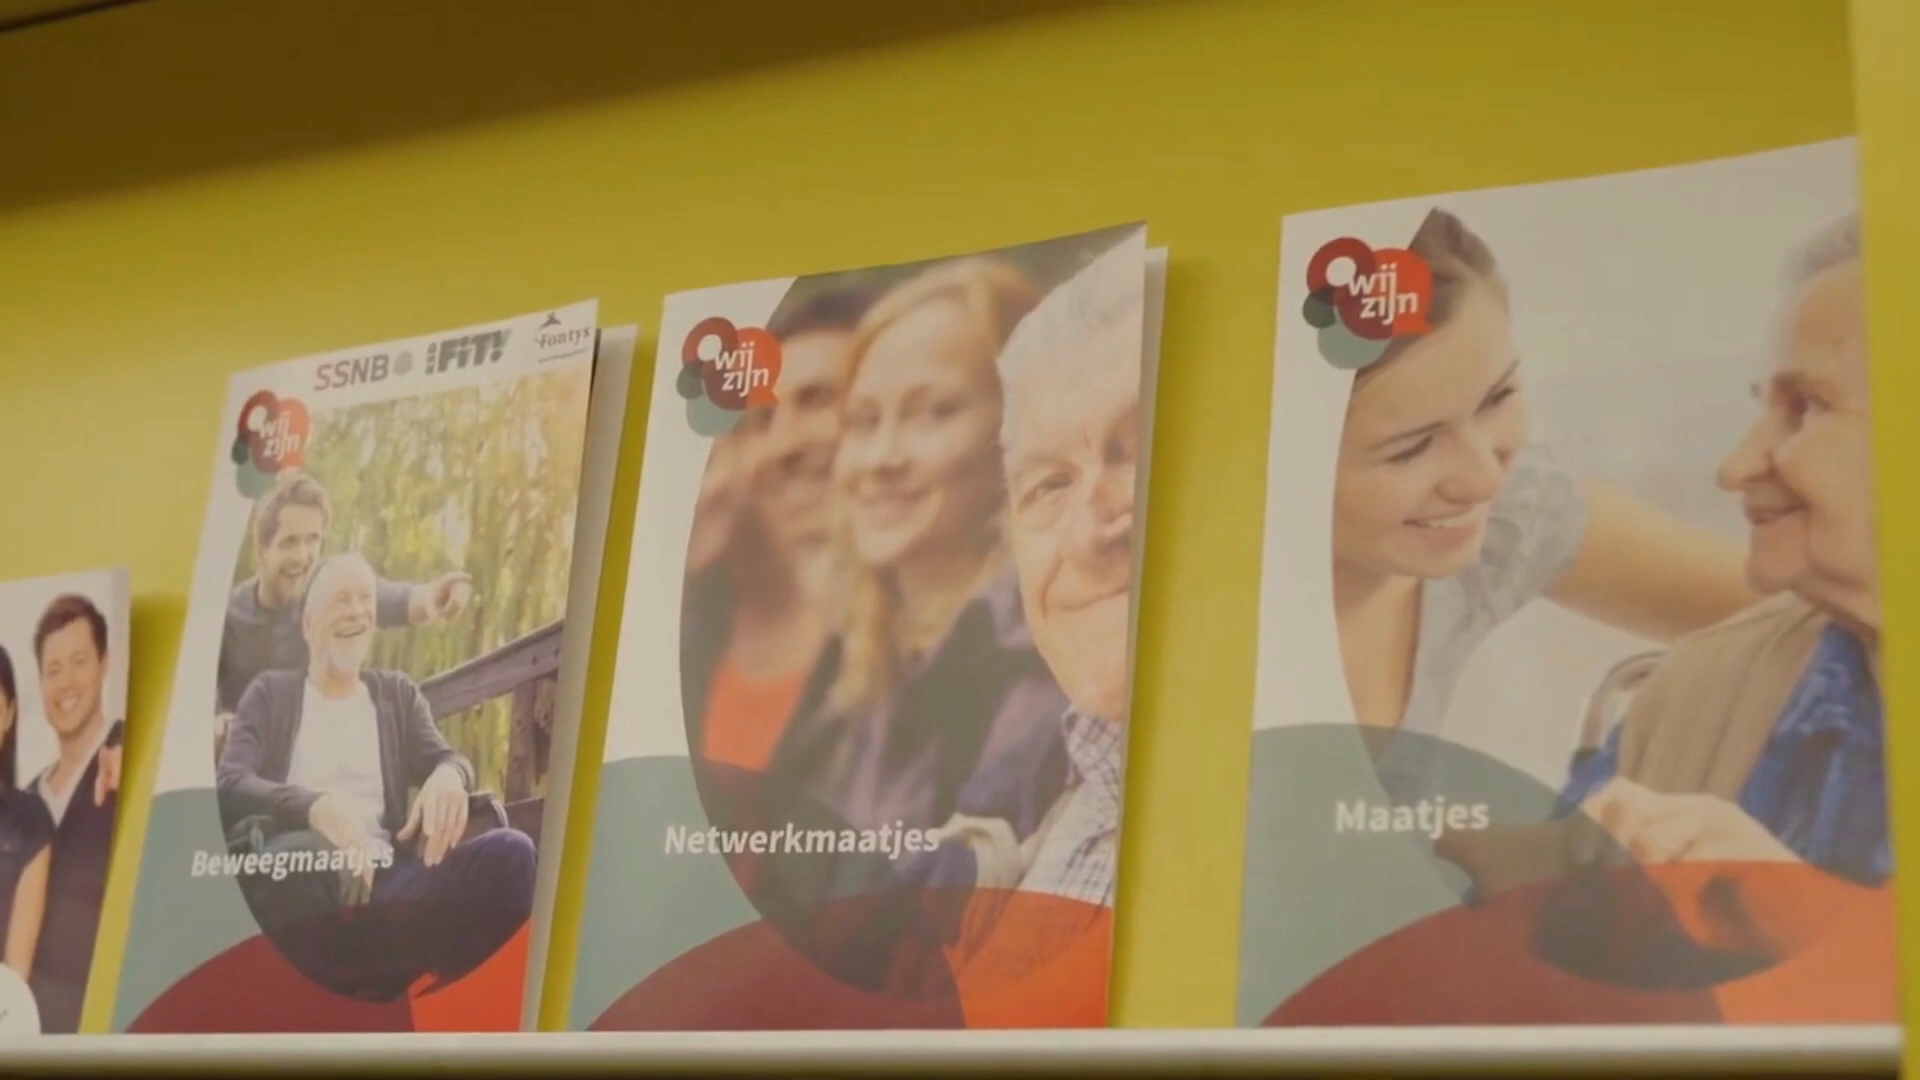 SSNB
FIT!
Fontys
wij
zijn
Beweegmaatjes
wij
zijn
Netwerkmaatjes
wij
zijn
Maatjes